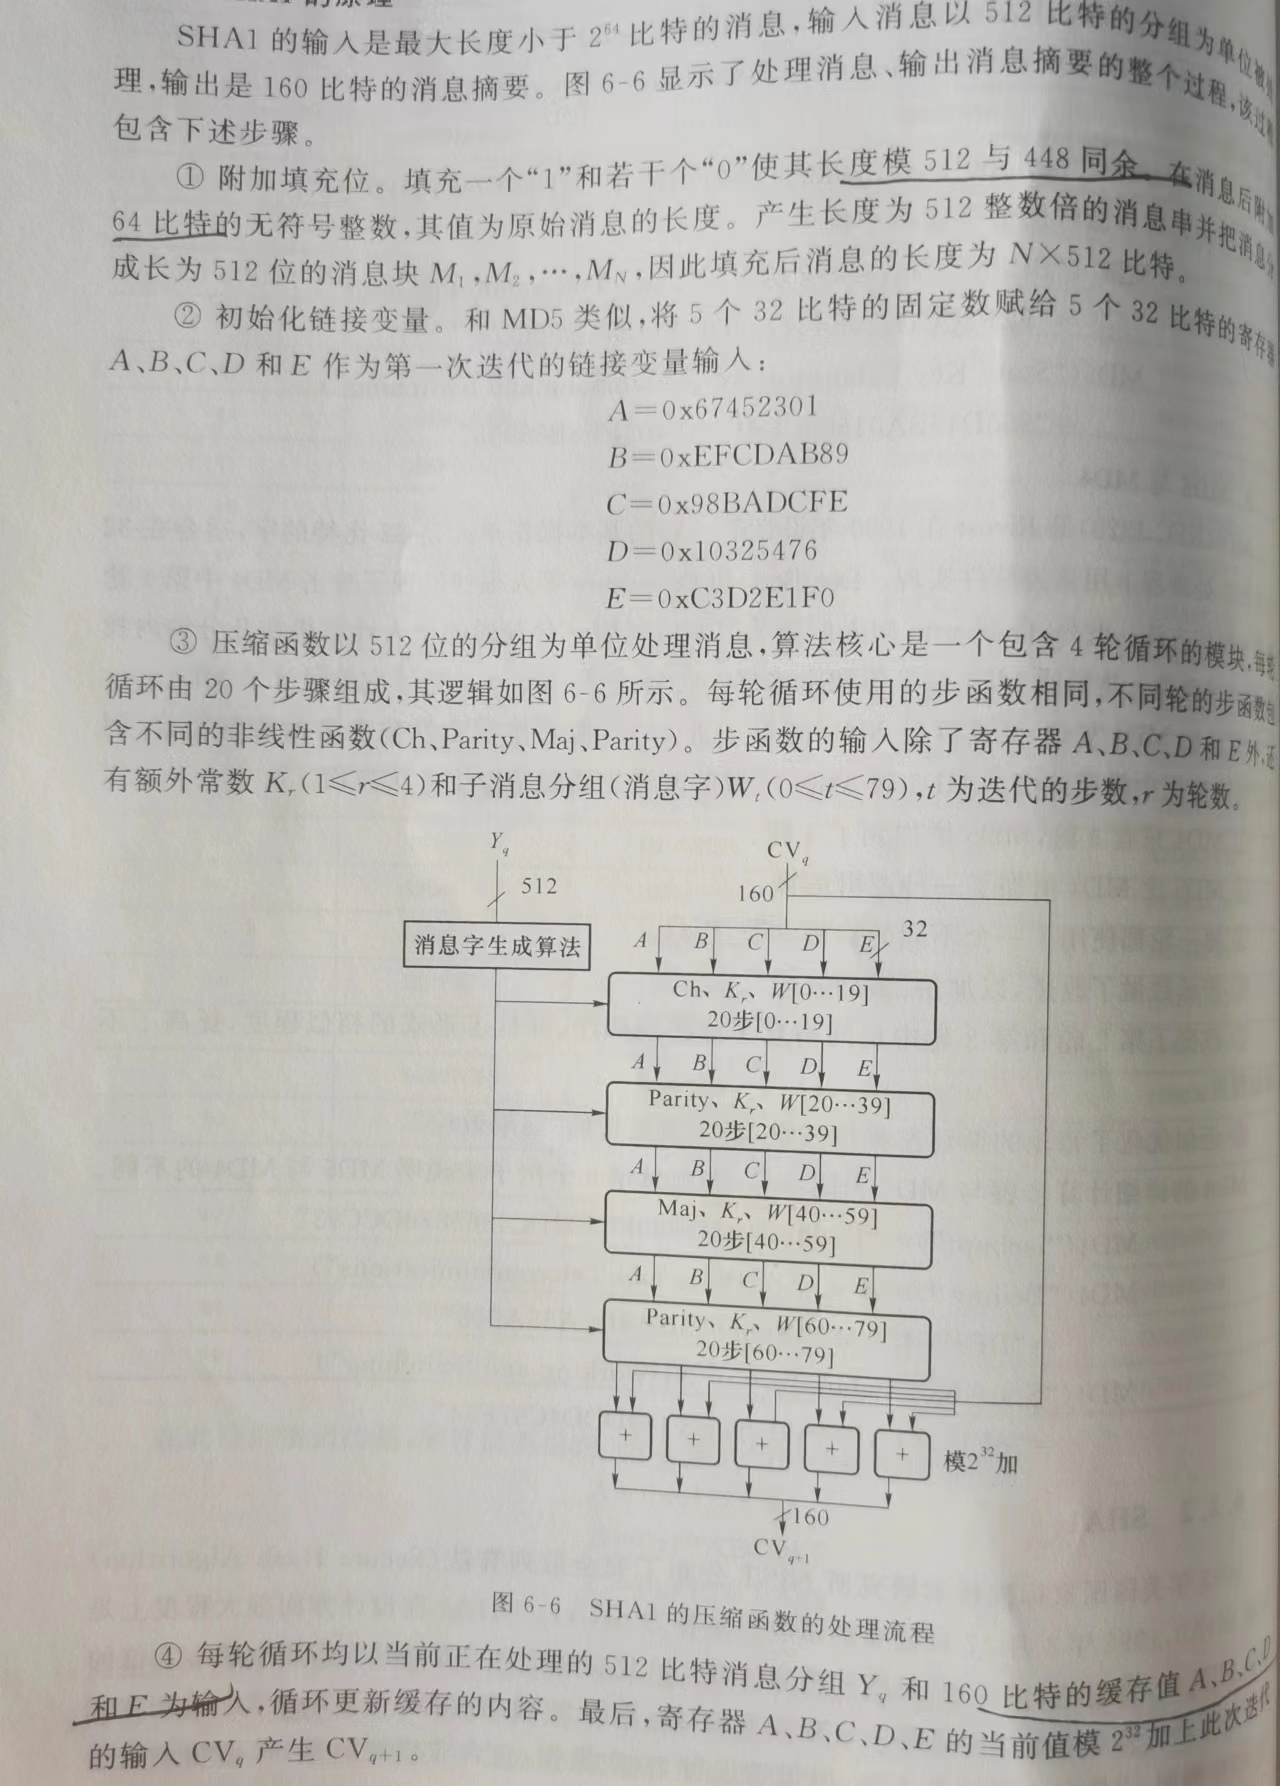 SHA1 的输入是最大长度小于 2⁶⁴ 比特的消息,输入消息以 512 比特的分组为单位被处
理,输出是 160 比特的消息摘要。图 6-6 显示了处理消息、输出消息摘要的整个过程,该过程
包含下述步骤。
① 附加填充位。填充一个“1”和若干个“0”使其长度模 512 与 448 同余。在消息后附加
64 比特的无符号整数,其值为原始消息的长度。产生长度为 512 整数倍的消息串并把消息分
成长为 512 位的消息块 M₁,M₂,…,M_N,因此填充后消息的长度为 N×512 比特。
② 初始化链接变量。和 MD5 类似,将 5 个 32 比特的固定数赋给 5 个 32 比特的寄存器
A、B、C、D 和 E 作为第一次迭代的链接变量输入:
A=0x67452301
B=0xEFCDAB89
C=0x98BADCFE
D=0x10325476
E=0xC3D2E1F0
③ 压缩函数以 512 位的分组为单位处理消息,算法核心是一个包含 4 轮循环的模块,每轮
循环由 20 个步骤组成,其逻辑如图 6-6 所示。每轮循环使用的步函数相同,不同轮的步函数包
含不同的非线性函数(Ch、Parity、Maj、Parity)。步函数的输入除了寄存器 A、B、C、D 和 E 外,还
有额外常数 K_r(1≤r≤4)和子消息分组(消息字)W_t(0≤t≤79),t 为迭代的步数,r 为轮数。
Y_q CV_q
512 160
消息字生成算法 A B C D E 32
Ch、K_r、W[0…19]
20步[0…19]
A B C D E
Parity、K_r、W[20…39]
20步[20…39]
A B C D E
Maj、K_r、W[40…59]
20步[40…59]
A B C D E
Parity、K_r、W[60…79]
20步[60…79]
+ + + + + 模2³²加
160
CV_q+1
图 6-6 SHA1 的压缩函数的处理流程
④ 每轮循环均以当前正在处理的 512 比特消息分组 Y_q 和 160 比特的缓存值 A、B、C、D
和 E 为输入,循环更新缓存的内容。最后,寄存器 A、B、C、D、E 的当前值模 2³² 加上此次迭代
的输入 CV_q 产生 CV_q+1。